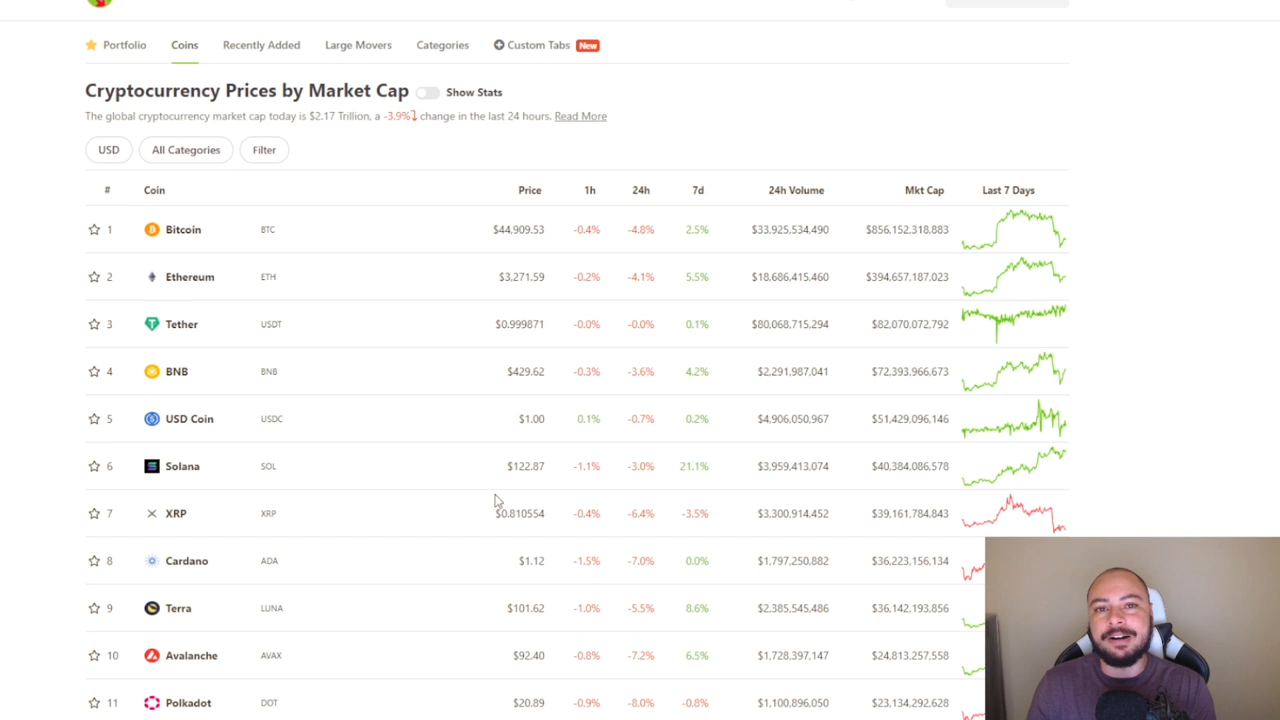 Portfolio Coins Recently Added Large Movers Categories Custom Tabs New
Cryptocurrency Prices by Market Cap Show Stats
The global cryptocurrency market cap today is $2.17 Trillion, a -3.9% change in the last 24 hours. Read More
USD All Categories Filter
# Coin Price 1h 24h 7d 24h Volume Mkt Cap Last 7 Days
1 Bitcoin BTC $44,909.53 -0.4% -4.8% 2.5% $33,925,534,490 $856,152,318,883
2 Ethereum ETH $3,271.59 -0.2% -4.1% 5.5% $18,686,415,460 $394,657,187,023
3 Tether USDT $0.999871 -0.0% -0.0% 0.1% $80,068,715,294 $82,070,072,792
4 BNB BNB $429.62 -0.3% -3.6% 4.2% $2,291,987,041 $72,393,966,673
5 USD Coin USDC $1.00 0.1% -0.7% 0.2% $4,906,050,967 $51,429,096,146
6 Solana SOL $122.87 -1.1% -3.0% 21.1% $3,959,413,074 $40,384,086,578
7 XRP XRP $0.810554 -0.4% -6.4% -3.5% $3,300,914,452 $39,161,784,843
8 Cardano ADA $1.12 -1.5% -7.0% 0.0% $1,797,250,882 $36,223,156,134
9 Terra LUNA $101.62 -1.0% -5.5% 8.6% $2,385,545,486 $36,142,193,856
10 Avalanche AVAX $92.40 -0.8% -7.2% 6.5% $1,728,397,147 $24,813,257,558
11 Polkadot DOT $20.89 -0.9% -8.0% -0.8% $1,100,896,050 $23,134,292,628